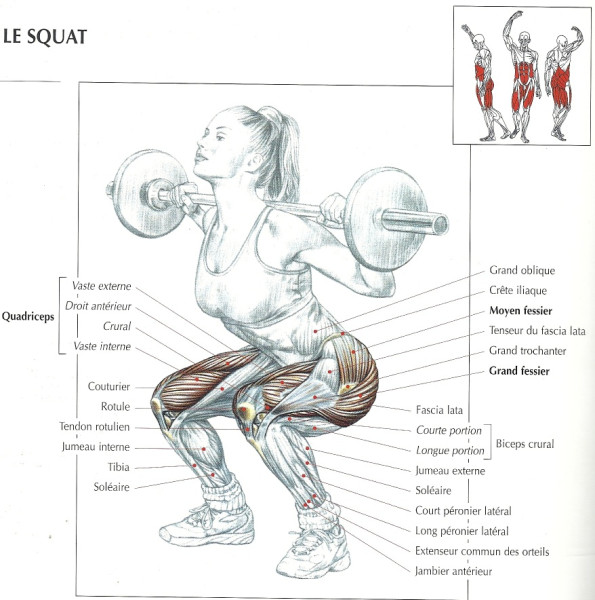 LE SQUAT
Vaste externe
Droit antérieur
Quadriceps
Crural
Vaste interne
Couturier
Rotule
Tendon rotulien
Jumeau interne
Tibia
Soléaire
Grand oblique
Crête iliaque
Moyen fessier
Tenseur du fascia lata
Grand trochanter
Grand fessier
Fascia lata
Courte portion
Biceps crural
Longue portion
Jumeau externe
Soléaire
Court péronier latéral
Long péronier latéral
Extenseur commun des orteils
Jambier antérieur